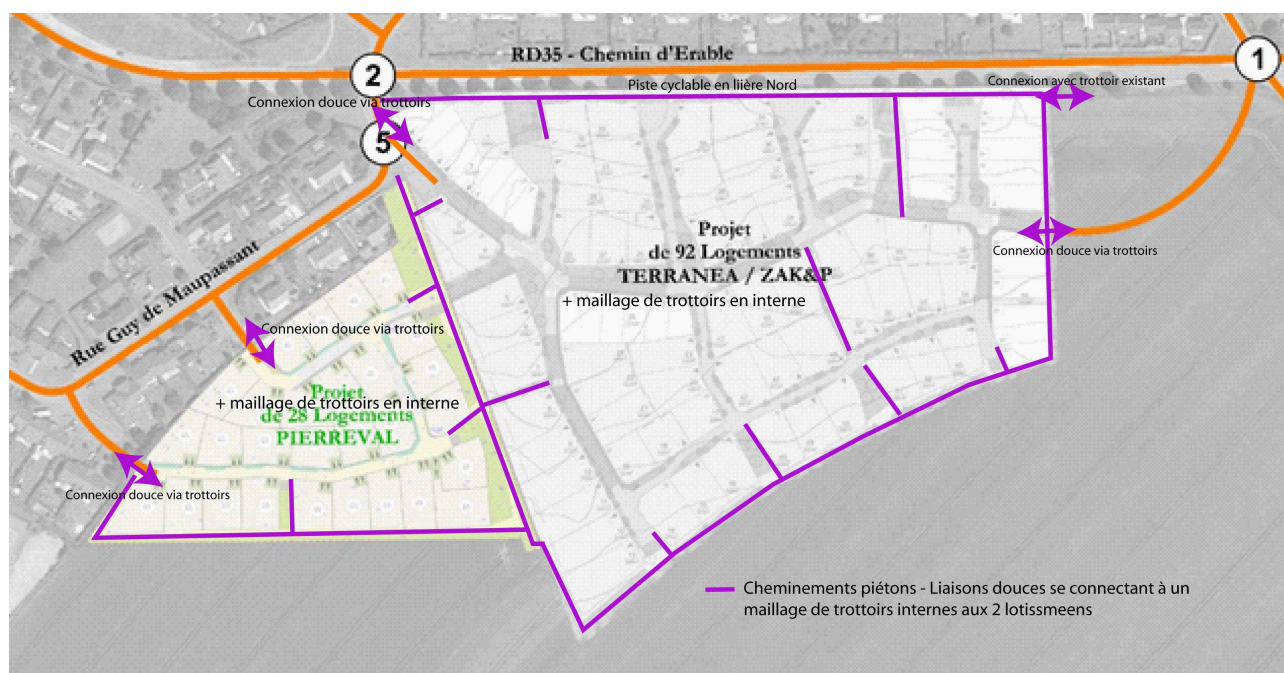 RD35 - Chemin d'Erable
1
2
Piste cyclable en liière Nord
Connexion avec trottoir existant
Connexion douce via trottoirs
5
Projet
de 92 Logements
TERRANEA / ZAK&P
+ maillage de trottoirs en interne
Connexion douce via trottoirs
Rue Guy de Maupassant
Connexion douce via trottoirs
Projet
+ maillage de trottoirs en interne
de 28 Logements
PIERREVAL
Connexion douce via trottoirs
Cheminements piétons - Liaisons douces se connectant à un
maillage de trottoirs internes aux 2 lotissmeens